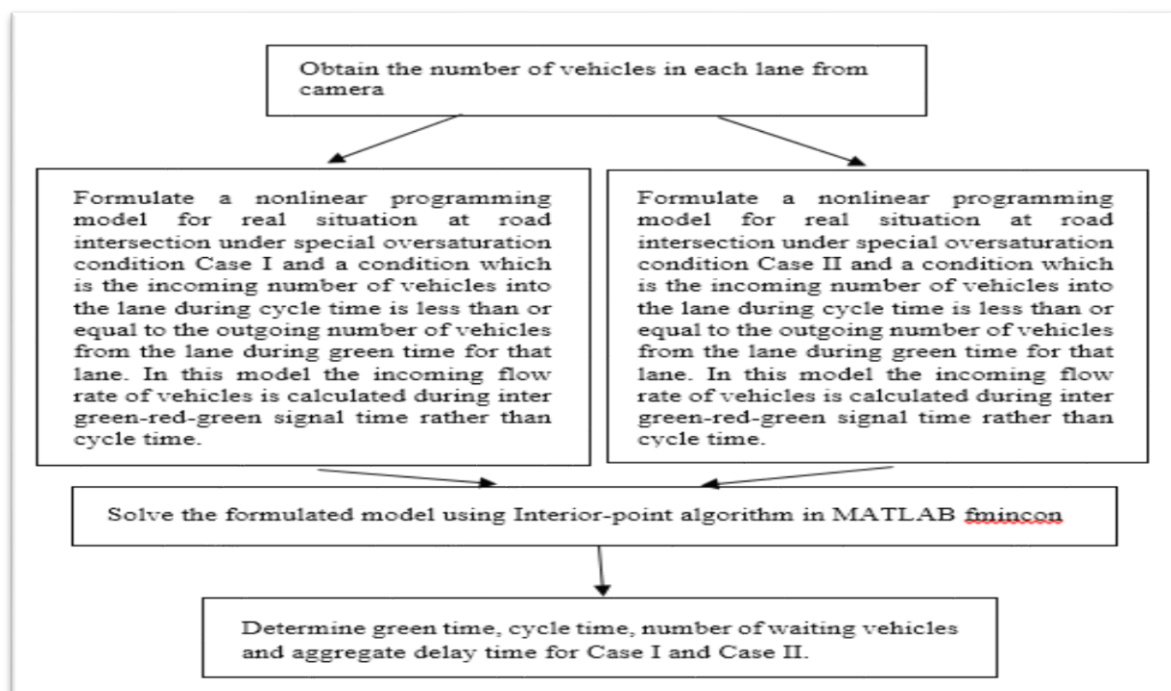 Obtain the number of vehicles in each lane from
camera
Formulate a nonlinear programming
model for real situation at road
intersection under special oversaturation
condition Case I and a condition which
is the incoming number of vehicles into
the lane during cycle time is less than or
equal to the outgoing number of vehicles
from the lane during green time for that
lane. In this model the incoming flow
rate of vehicles is calculated during inter
green-red-green signal time rather than
cycle time.
Formulate a nonlinear programming
model for real situation at road
intersection under special oversaturation
condition Case II and a condition which
is the incoming number of vehicles into
the lane during cycle time is less than or
equal to the outgoing number of vehicles
from the lane during green time for that
lane. In this model the incoming flow
rate of vehicles is calculated during inter
green-red-green signal time rather than
cycle time.
Solve the formulated model using Interior-point algorithm in MATLAB fmincon
Determine green time, cycle time, number of waiting vehicles
and aggregate delay time for Case I and Case II.